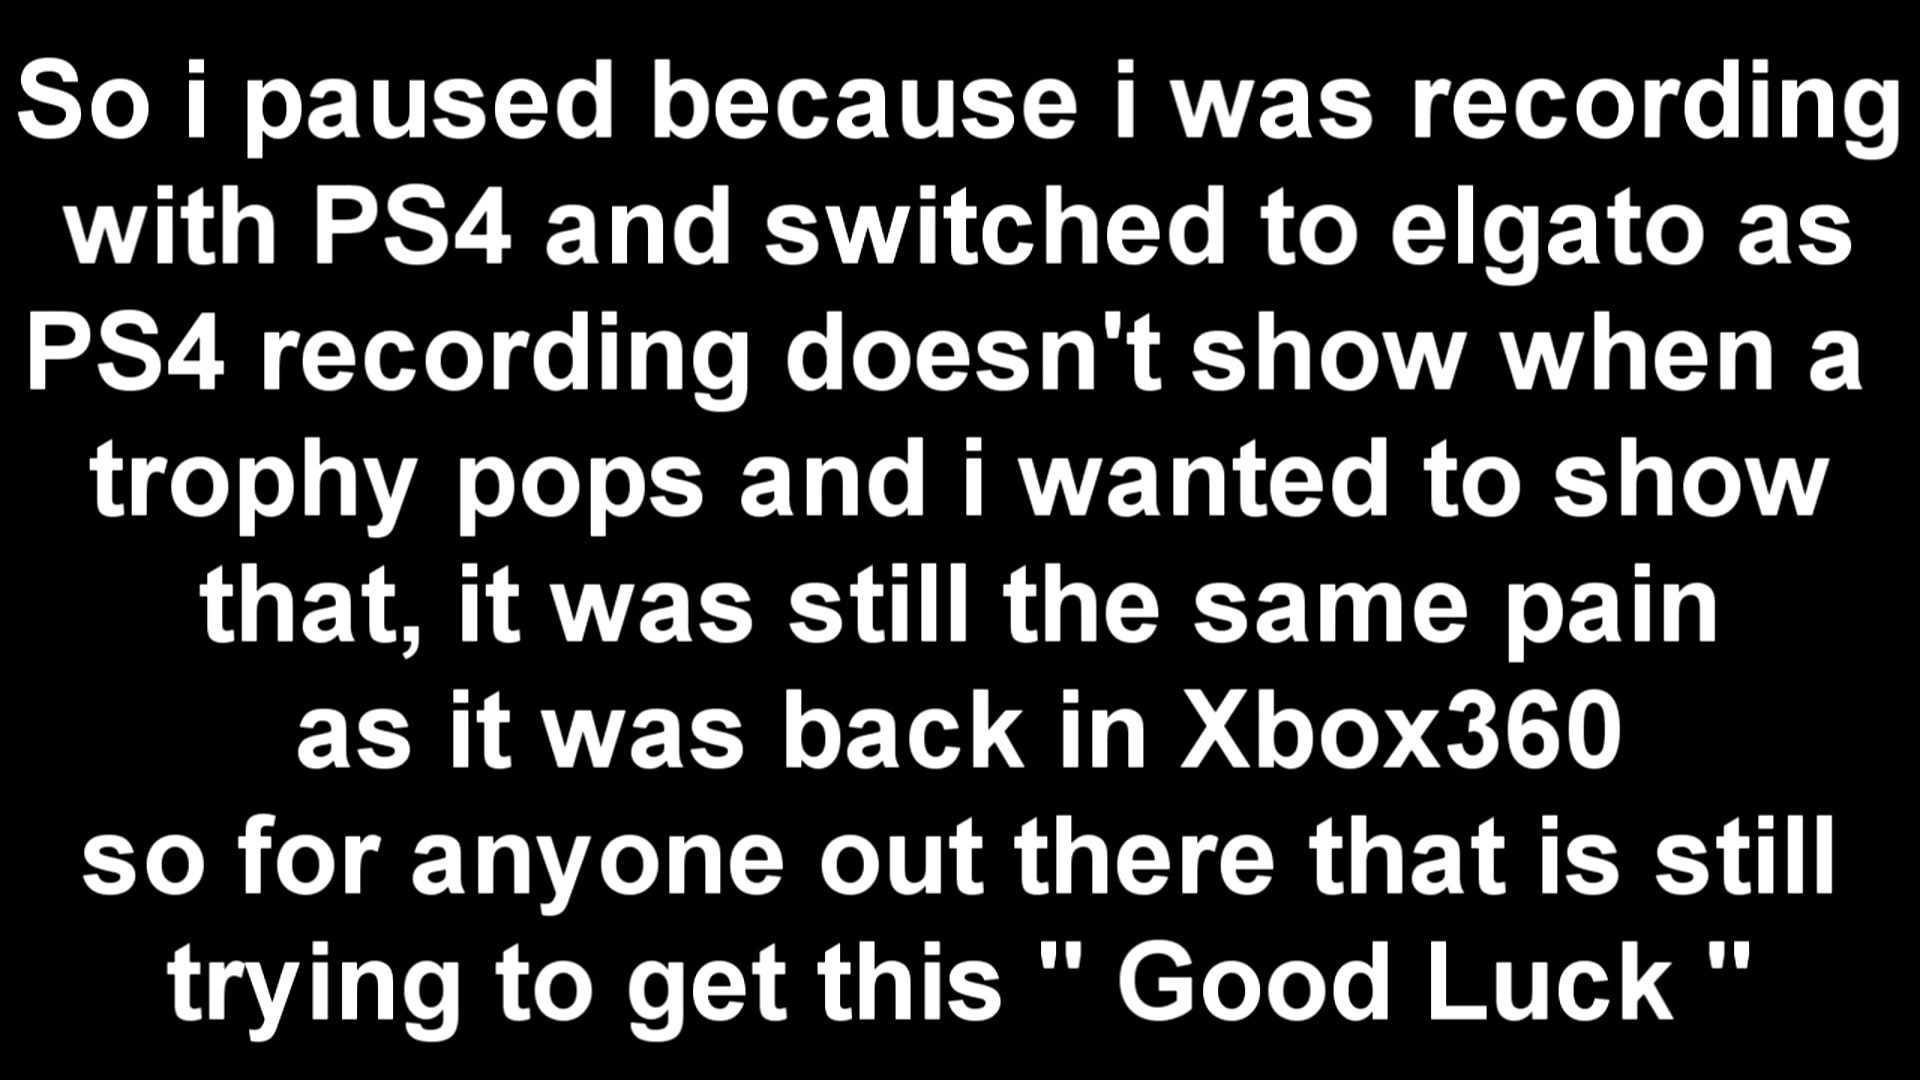 So i paused because i was recording
with PS4 and switched to elgato as
PS4 recording doesn't show when a
trophy pops and i wanted to show
that, it was still the same pain
as it was back in Xbox360
so for anyone out there that is still
trying to get this " Good Luck "